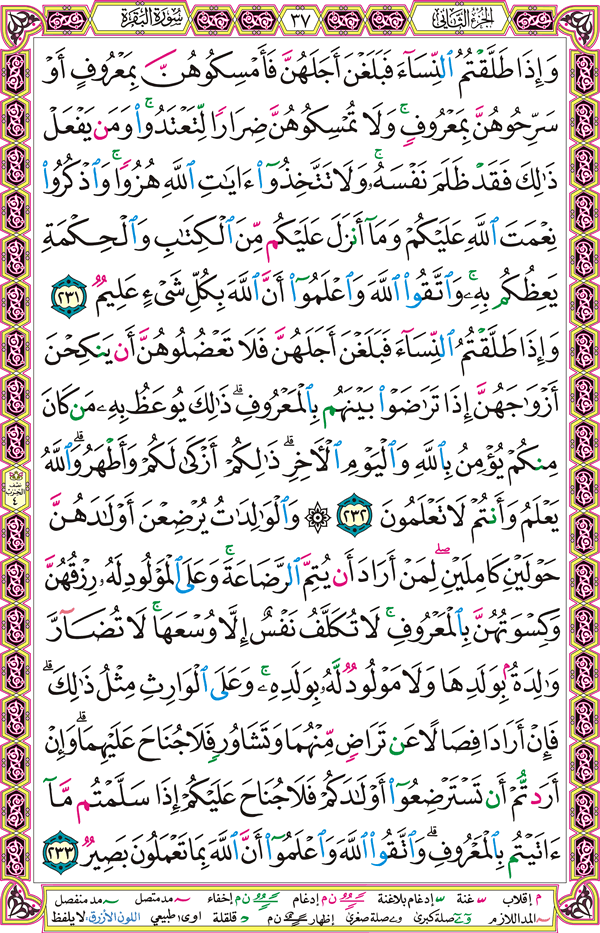 الجزء الثاني
٣٧
سورة البقرة
وَإِذَا طَلَّقْتُمُ ٱلنِّسَآءَ فَبَلَغْنَ أَجَلَهُنَّ فَأَمْسِكُوهُنَّ بِمَعْرُوفٍ أَوْ
سَرِّحُوهُنَّ بِمَعْرُوفٍ ۚ وَلَا تُمْسِكُوهُنَّ ضِرَارًا لِّتَعْتَدُوا۟ ۚ وَمَن يَفْعَلْ
ذَٰلِكَ فَقَدْ ظَلَمَ نَفْسَهُۥ ۚ وَلَا تَتَّخِذُوٓا۟ ءَايَـٰتِ ٱللَّهِ هُزُوًا ۚ وَٱذْكُرُوا۟
نِعْمَتَ ٱللَّهِ عَلَيْكُمْ وَمَآ أَنزَلَ عَلَيْكُم مِّنَ ٱلْكِتَـٰبِ وَٱلْحِكْمَةِ
يَعِظُكُم بِهِۦ ۚ وَٱتَّقُوا۟ ٱللَّهَ وَٱعْلَمُوٓا۟ أَنَّ ٱللَّهَ بِكُلِّ شَىْءٍ عَلِيمٌ ٢٣١
وَإِذَا طَلَّقْتُمُ ٱلنِّسَآءَ فَبَلَغْنَ أَجَلَهُنَّ فَلَا تَعْضُلُوهُنَّ أَن يَنكِحْنَ
أَزْوَٰجَهُنَّ إِذَا تَرَٰضَوْا۟ بَيْنَهُم بِٱلْمَعْرُوفِ ۗ ذَٰلِكَ يُوعَظُ بِهِۦ مَن كَانَ
مِنكُمْ يُؤْمِنُ بِٱللَّهِ وَٱلْيَوْمِ ٱلْـَٔاخِرِ ۗ ذَٰلِكُمْ أَزْكَىٰ لَكُمْ وَأَطْهَرُ ۗ وَٱللَّهُ
يَعْلَمُ وَأَنتُمْ لَا تَعْلَمُونَ ٢٣٢ ۞ وَٱلْوَٰلِدَٰتُ يُرْضِعْنَ أَوْلَـٰدَهُنَّ
نصف الحزب ٤
حَوْلَيْنِ كَامِلَيْنِ ۖ لِمَنْ أَرَادَ أَن يُتِمَّ ٱلرَّضَاعَةَ ۚ وَعَلَى ٱلْمَوْلُودِ لَهُۥ رِزْقُهُنَّ
وَكِسْوَتُهُنَّ بِٱلْمَعْرُوفِ ۚ لَا تُكَلَّفُ نَفْسٌ إِلَّا وُسْعَهَا ۚ لَا تُضَآرَّ
وَٰلِدَةٌۢ بِوَلَدِهَا وَلَا مَوْلُودٌ لَّهُۥ بِوَلَدِهِۦ ۚ وَعَلَى ٱلْوَارِثِ مِثْلُ ذَٰلِكَ ۗ
فَإِنْ أَرَادَا فِصَالًا عَن تَرَاضٍ مِّنْهُمَا وَتَشَاوُرٍ فَلَا جُنَاحَ عَلَيْهِمَا ۗ وَإِنْ
أَرَدتُّمْ أَن تَسْتَرْضِعُوٓا۟ أَوْلَـٰدَكُمْ فَلَا جُنَاحَ عَلَيْكُمْ إِذَا سَلَّمْتُم مَّآ
ءَاتَيْتُم بِٱلْمَعْرُوفِ ۗ وَٱتَّقُوا۟ ٱللَّهَ وَٱعْلَمُوٓا۟ أَنَّ ٱللَّهَ بِمَا تَعْمَلُونَ بَصِيرٌ ٢٣٣
م إقلاب غنة إدغام بلاغنة ن م إدغام ن م إخفاء مد متصل مد منفصل
المد اللازم صلة كبرى و ے صلة صغرى إظهار ن م قلقلة اوى؛ طبيعي اللون الأزرق: لا يلفظ